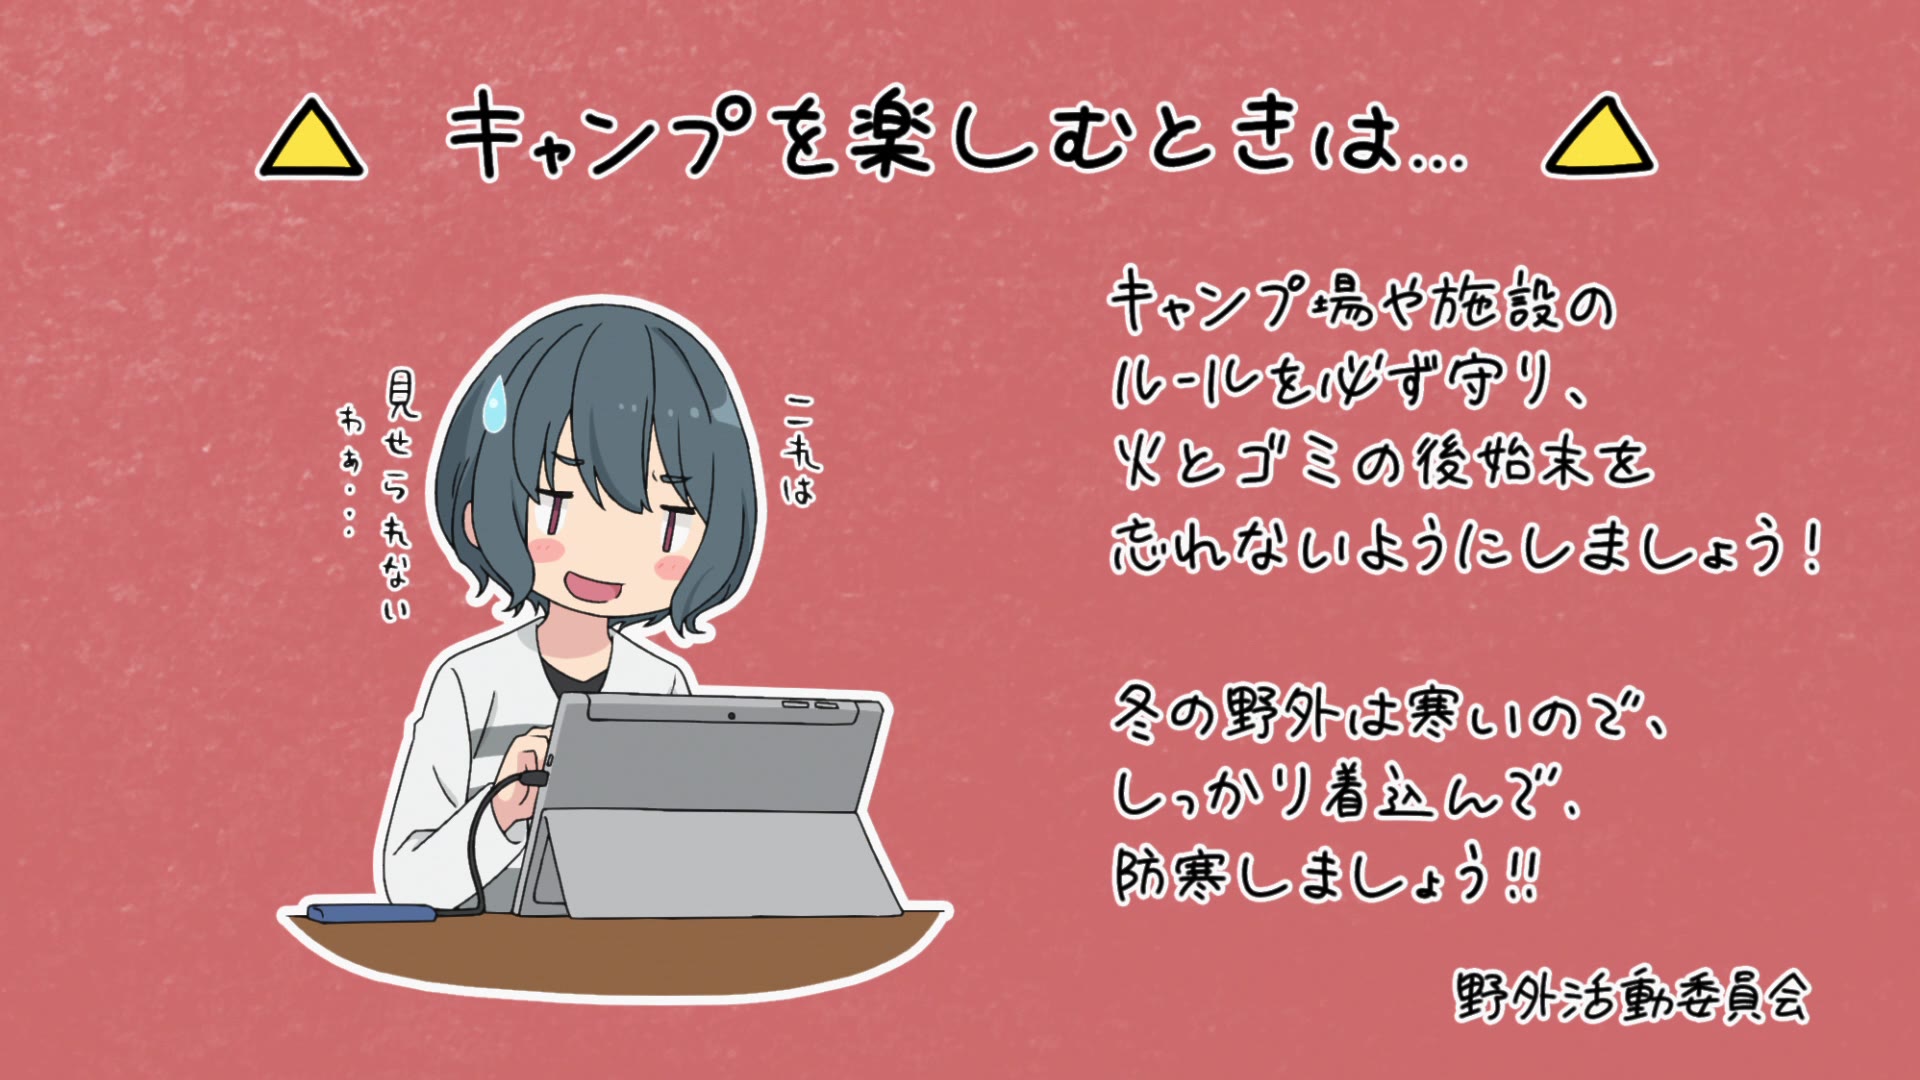 キャンプを楽しむときは...
キャンプ場や施設の
ルールを必ず守り、
火とゴミの後始末を
忘れないようにしましょう!
冬の野外は寒いので、
しっかり着込んで、
防寒しましょう!!
野外活動委員会
これは
見せられない
わぁ・・・・